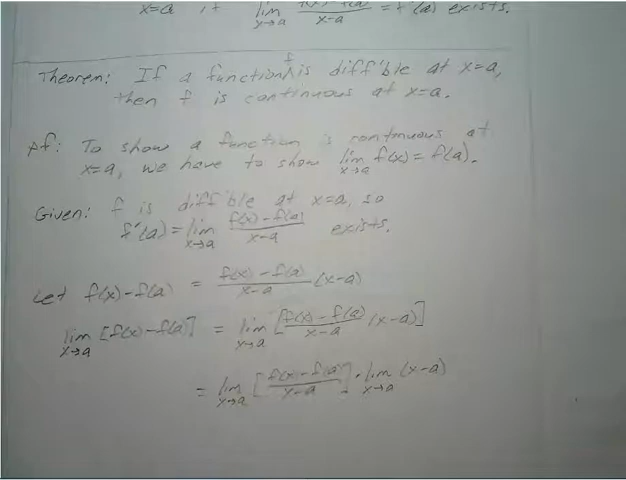 x=a if lim x→a f(x)-f(a)/x-a = f'(a) exists.
Theorem: If a function f is diff'ble at x=a,
then f is continuous at x=a.
pf: To show a function is contnuous at
x=a, we have to show lim x→a f(x) = f(a).
Given: f is diff'ble at x=a, so
f'(a) = lim x→a f(x)-f(a)/x-a exists.
Let f(x)-f(a) = f(x)-f(a)/x-a (x-a)
lim x→a [f(x)-f(a)] = lim x→a [f(x)-f(a)/x-a (x-a)]
= lim x→a [f(x)-f(a)/x-a] · lim x→a (x-a)